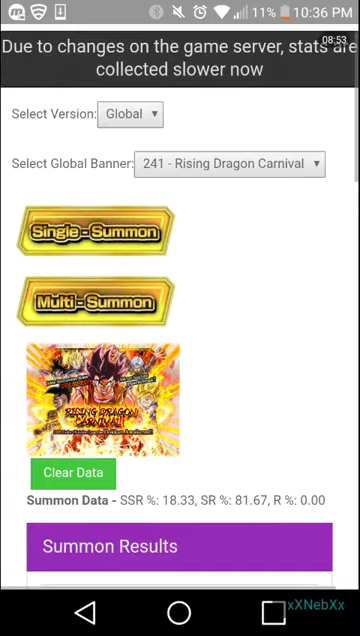 11% 10:36 PM
Due to changes on the game server, stats are
collected slower now
08:53
Select Version: Global
Select Global Banner: 241 - Rising Dragon Carnival
Single - Summon
Multi - Summon
RISING DRAGON
CARNIVAL
Clear Data
Summon Data - SSR %: 18.33, SR %: 81.67, R %: 0.00
Summon Results
xXNebXx